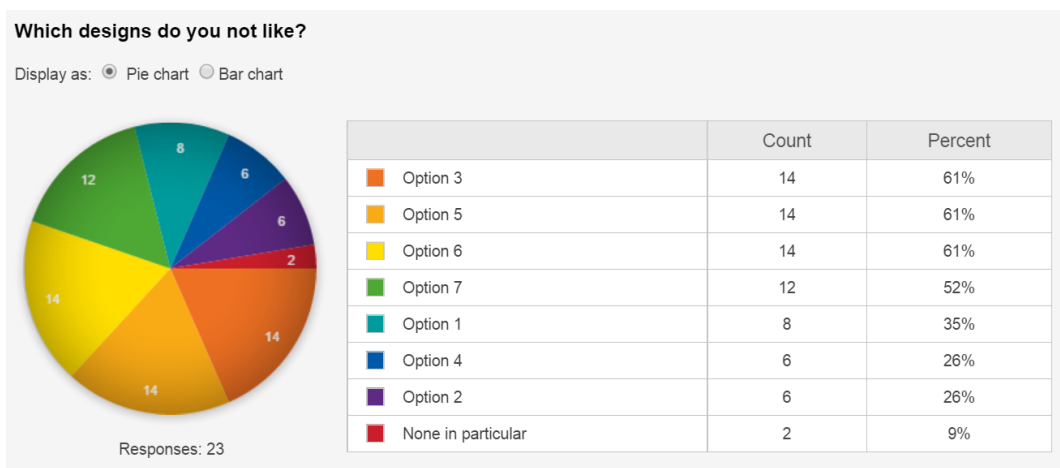 Which designs do you not like?
Display as: Pie chart Bar chart
8
6
12
6
2
14
14
14
Responses: 23
Count Percent
Option 3 14 61%
Option 5 14 61%
Option 6 14 61%
Option 7 12 52%
Option 1 8 35%
Option 4 6 26%
Option 2 6 26%
None in particular 2 9%